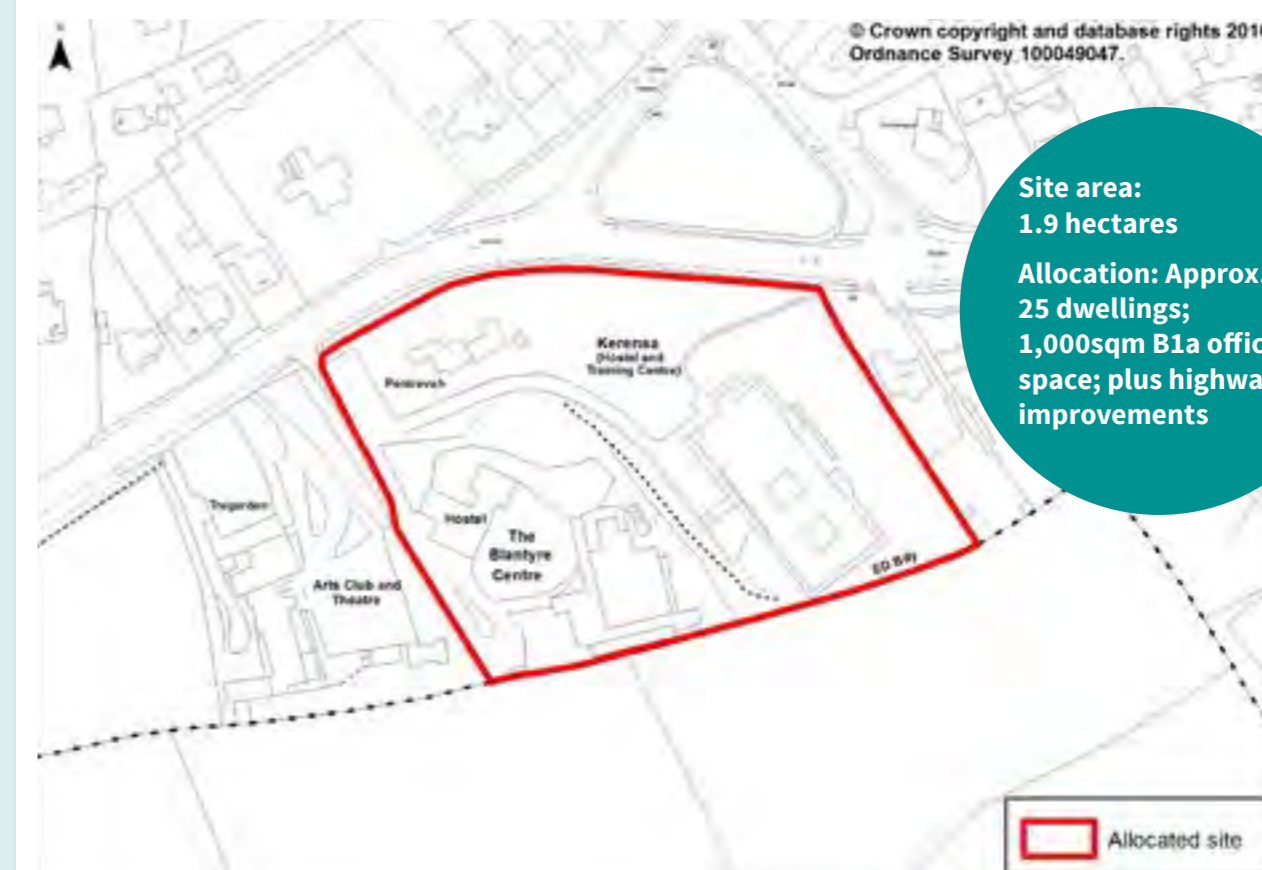 © Crown copyright and database rights 201
Ordnance Survey 100049047.
Site area:
1.9 hectares
Allocation: Approx.
25 dwellings;
1,000sqm B1a offic
space; plus highwa
improvements
Kerensa
(Hostel and
Training Centre)
Hostel
The
Blantyre
Centre
Tregarden
Arts Club and
Theatre
ED Bdy
Allocated site